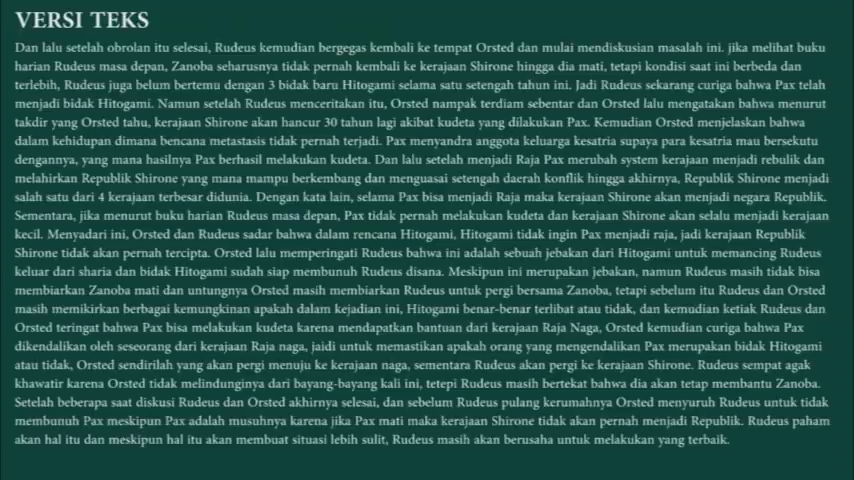 VERSI TEKS
Dan lalu setelah obrolan itu selesai, Rudeus kemudian bergegas kembali ke tempat Orsted dan mulai mendiskusian masalah ini. jika melihat buku
harian Rudeus masa depan, Zanoba seharusnya tidak pernah kembali ke kerajaan Shirone hingga dia mati, tetapi kondisi saat ini berbeda dan
terlebih, Rudeus juga belum bertemu dengan 3 bidak baru Hitogami selama satu setengah tahun ini. Jadi Rudeus sekarang curiga bahwa Pax telah
menjadi bidak Hitogami. Namun setelah Rudeus menceritakan itu, Orsted nampak terdiam sebentar dan Orsted lalu mengatakan bahwa menurut
takdir yang Orsted tahu, kerajaan Shirone akan hancur 30 tahun lagi akibat kudeta yang dilakukan Pax. Kemudian Orsted menjelaskan bahwa
dalam kehidupan dimana bencana metastasis tidak pernah terjadi. Pax menyandra anggota keluarga kesatria supaya para kesatria mau bersekutu
dengannya, yang mana hasilnya Pax berhasil melakukan kudeta. Dan lalu setelah menjadi Raja Pax merubah system kerajaan menjadi rebulik dan
melahirkan Republik Shirone yang mana mampu berkembang dan menguasai setengah daerah konflik hingga akhirnya, Republik Shirone menjadi
salah satu dari 4 kerajaan terbesar didunia. Dengan kata lain, selama Pax bisa menjadi Raja maka kerajaan Shirone akan menjadi negara Republik.
Sementara, jika menurut buku harian Rudeus masa depan, Pax tidak pernah melakukan kudeta dan kerajaan Shirone akan selalu menjadi kerajaan
kecil. Menyadari ini, Orsted dan Rudeus sadar bahwa dalam rencana Hitogami, Hitogami tidak ingin Pax menjadi raja, jadi kerajaan Republik
Shirone tidak akan pernah tercipta. Orsted lalu memperingati Rudeus bahwa ini adalah sebuah jebakan dari Hitogami untuk memancing Rudeus
keluar dari sharia dan bidak Hitogami sudah siap membunuh Rudeus disana. Meskipun ini merupakan jebakan, namun Rudeus masih tidak bisa
membiarkan Zanoba mati dan untungnya Orsted masih membiarkan Rudeus untuk pergi bersama Zanoba, tetapi sebelum itu Rudeus dan Orsted
masih memikirkan berbagai kemungkinan apakah dalam kejadian ini, Hitogami benar-benar terlibat atau tidak, dan kemudian ketiak Rudeus dan
Orsted teringat bahwa Pax bisa melakukan kudeta karena mendapatkan bantuan dari kerajaan Raja Naga, Orsted kemudian curiga bahwa Pax
dikendalikan oleh seseorang dari kerajaan Raja naga, jaidi untuk memastikan apakah orang yang mengendalikan Pax merupakan bidak Hitogami
atau tidak, Orsted sendirilah yang akan pergi menuju ke kerajaan naga, sementara Rudeus akan pergi ke kerajaan Shirone. Rudeus sempat agak
khawatir karena Orsted tidak melindunginya dari bayang-bayang kali ini, tetepi Rudeus masih bertekat bahwa dia akan tetap membantu Zanoba.
Setelah beberapa saat diskusi Rudeus dan Orsted akhirnya selesai, dan sebelum Rudeus pulang kerumahnya Orsted menyuruh Rudeus untuk tidak
membunuh Pax meskipun Pax adalah musuhnya karena jika Pax mati maka kerajaan Shirone tidak akan pernah menjadi Republik. Rudeus paham
akan hal itu dan meskipun hal itu akan membuat situasi lebih sulit, Rudeus masih akan berusaha untuk melakukan yang terbaik.